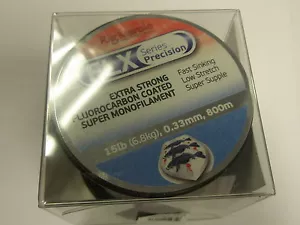 Series
Precision
EXTRA STRONG
FLUOROCARBON COATED
SUPER MONOFILAMENT
Fast Sinking
Low Stretch
Super Supple
15lb (6.8kg), 0.33mm, 800m